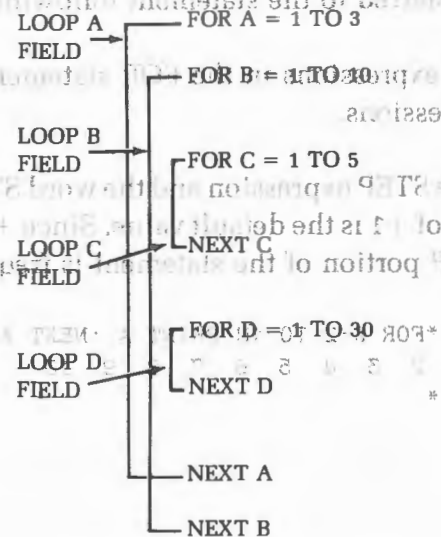 LOOP A
FIELD
FOR A = 1 TO 3
FOR B = 1 TO 10
LOOP B
FIELD
FOR C = 1 TO 5
NEXT C
LOOP C
FIELD
FOR D = 1 TO 30
LOOP D
FIELD
NEXT D
NEXT A
NEXT B